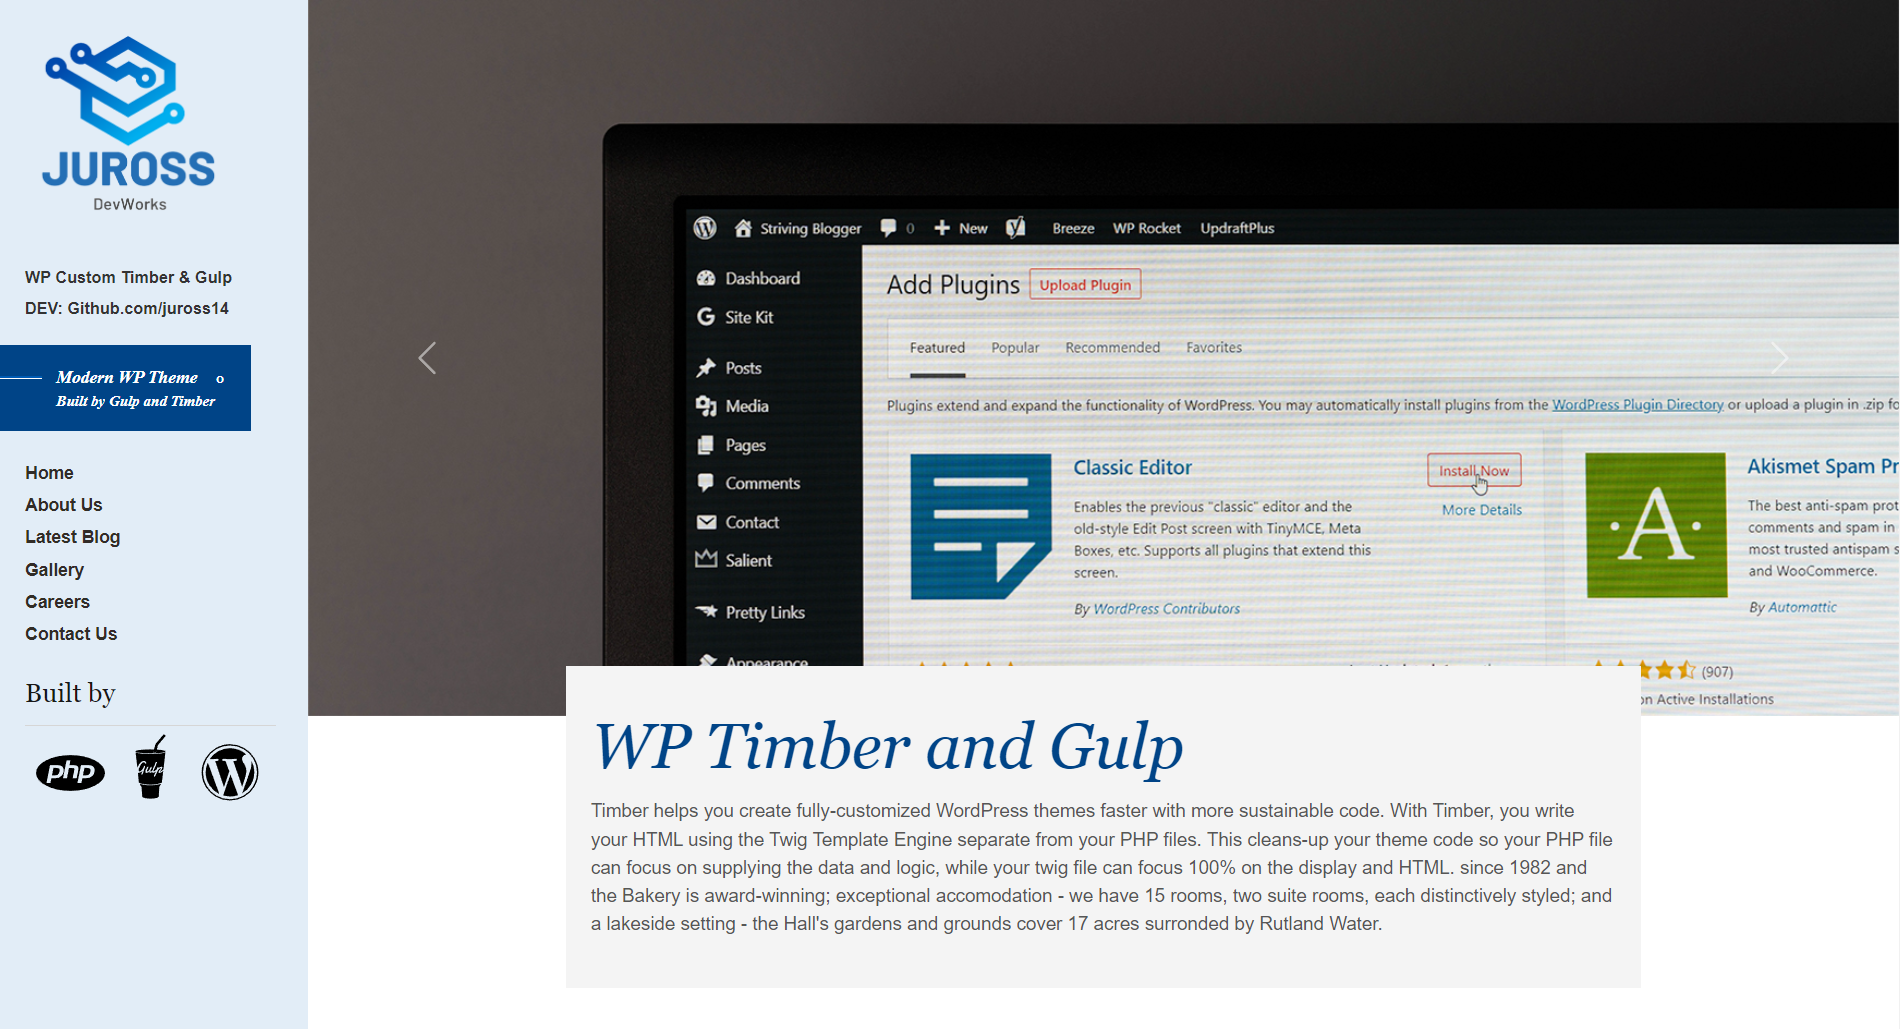 JUROSS
DevWorks
WP Custom Timber & Gulp
DEV: Github.com/juross14
Modern WP Theme
Built by Gulp and Timber
Home
About Us
Latest Blog
Gallery
Careers
Contact Us
Built by
php
Gulp
Striving Blogger
0
New
Breeze
WP Rocket
UpdraftPlus
Dashboard
Site Kit
Posts
Media
Pages
Comments
Contact
Salient
Pretty Links
Appearance
Add Plugins
Upload Plugin
Featured
Popular
Recommended
Favorites
Plugins extend and expand the functionality of WordPress. You may automatically install plugins from the WordPress Plugin Directory or upload a plugin in .zip fo
Classic Editor
Install Now
More Details
Enables the previous "classic" editor and the
old-style Edit Post screen with TinyMCE, Meta
Boxes, etc. Supports all plugins that extend this
screen.
By WordPress Contributors
A
Akismet Spam Pr
The best anti-spam prot
comments and spam in
most trusted antispam s
and WooCommerce.
By Automattic
(907)
on Active Installations
WP Timber and Gulp
Timber helps you create fully-customized WordPress themes faster with more sustainable code. With Timber, you write
your HTML using the Twig Template Engine separate from your PHP files. This cleans-up your theme code so your PHP file
can focus on supplying the data and logic, while your twig file can focus 100% on the display and HTML. since 1982 and
the Bakery is award-winning; exceptional accomodation - we have 15 rooms, two suite rooms, each distinctively styled; and
a lakeside setting - the Hall's gardens and grounds cover 17 acres surronded by Rutland Water.